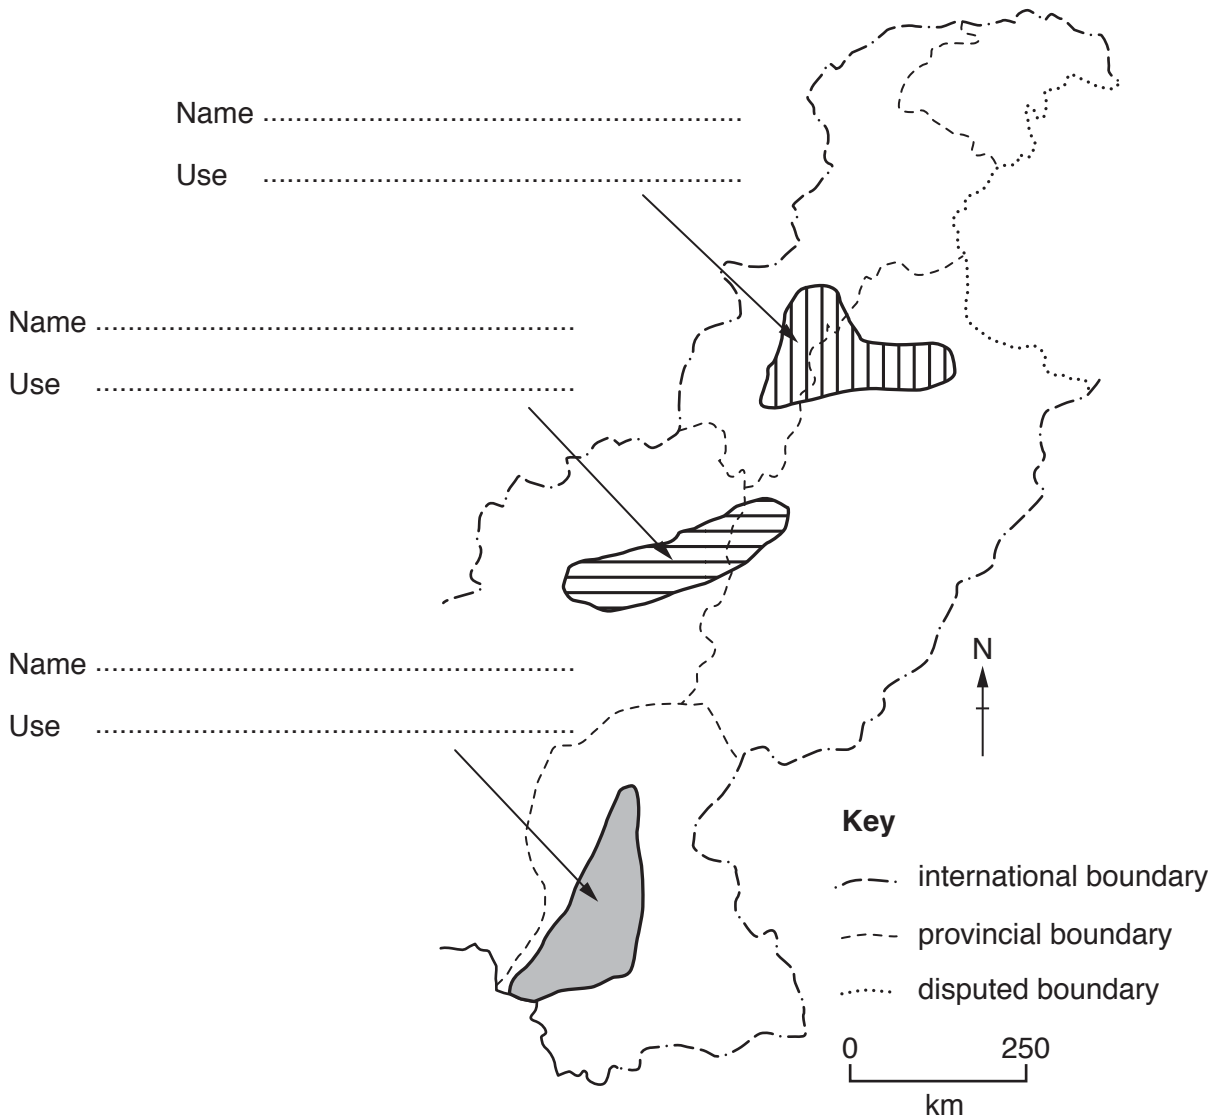 Name ..........................................................
Use ..........................................................
Name ..........................................................
Use ..........................................................
Name ..........................................................
Use ..........................................................
N
Key
international boundary
provincial boundary
disputed boundary
0 250
km